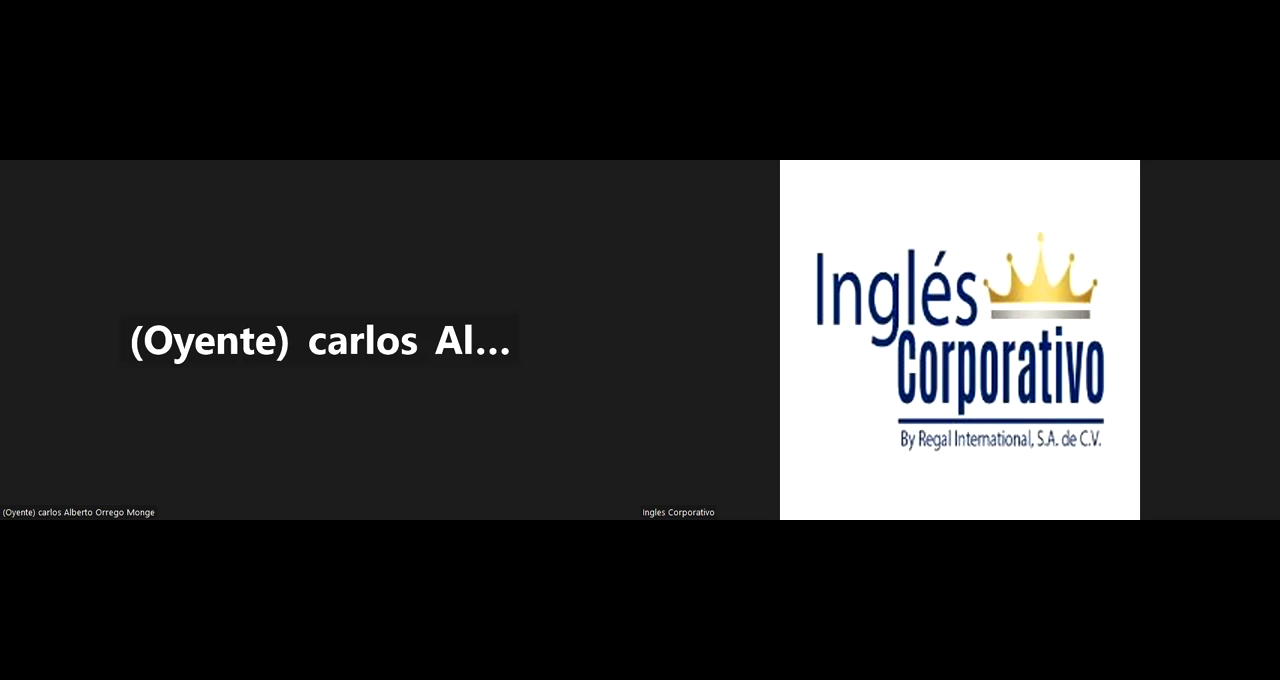 (Oyente) carlos Al...
(Oyente) carlos Alberto Orrego Monge
Inglés
Corporativo
By Regal International, S.A. de C.V.
Ingles Corporativo